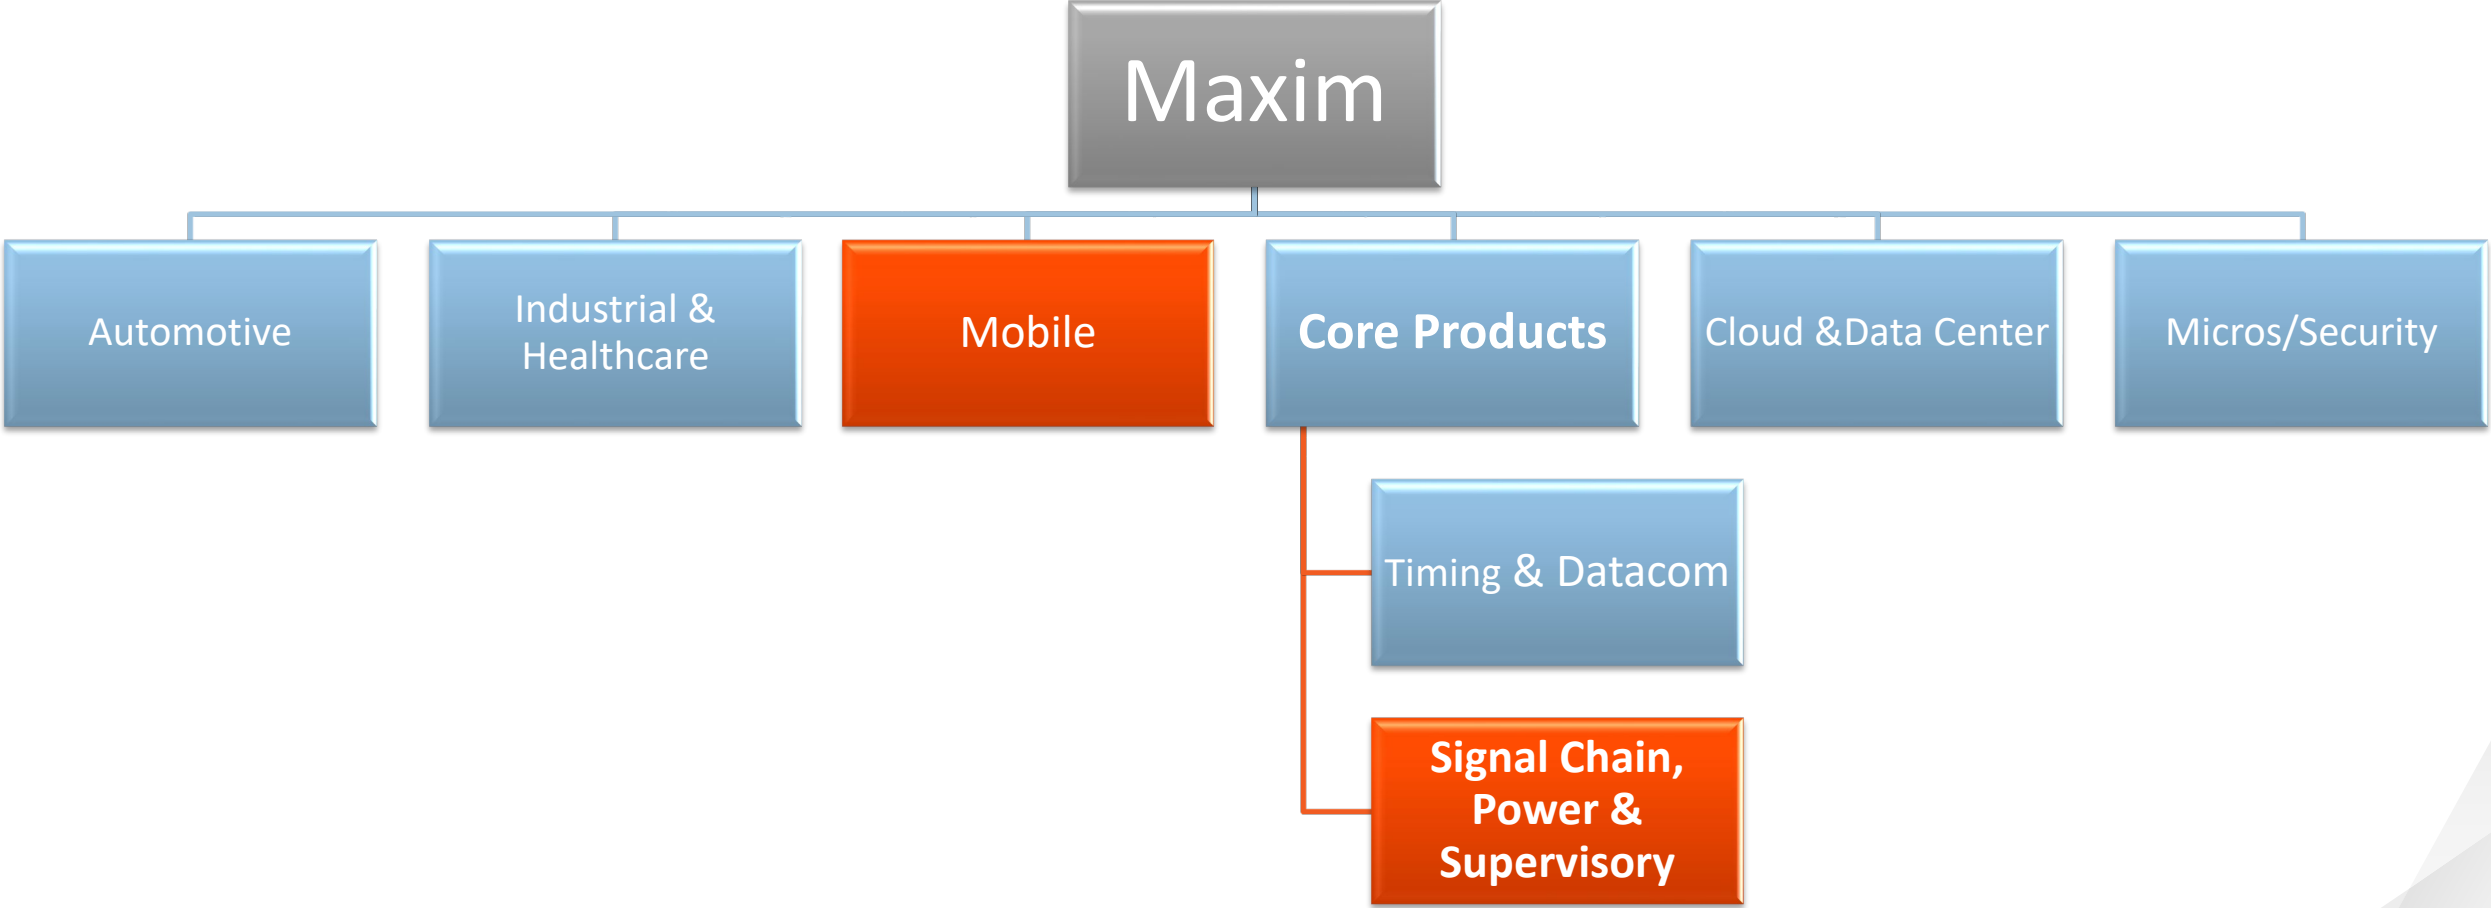 Maxim
Automotive
Industrial &
Healthcare
Mobile
Core Products
Cloud &Data Center
Micros/Security
Timing & Datacom
Signal Chain,
Power &
Supervisory